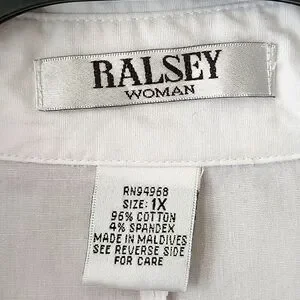 RALSEY
WOMAN
RN94968
SIZE: 1X
96% COTTON
4% SPANDEX
MADE IN MALDIVES
SEE REVERSE SIDE
FOR CARE